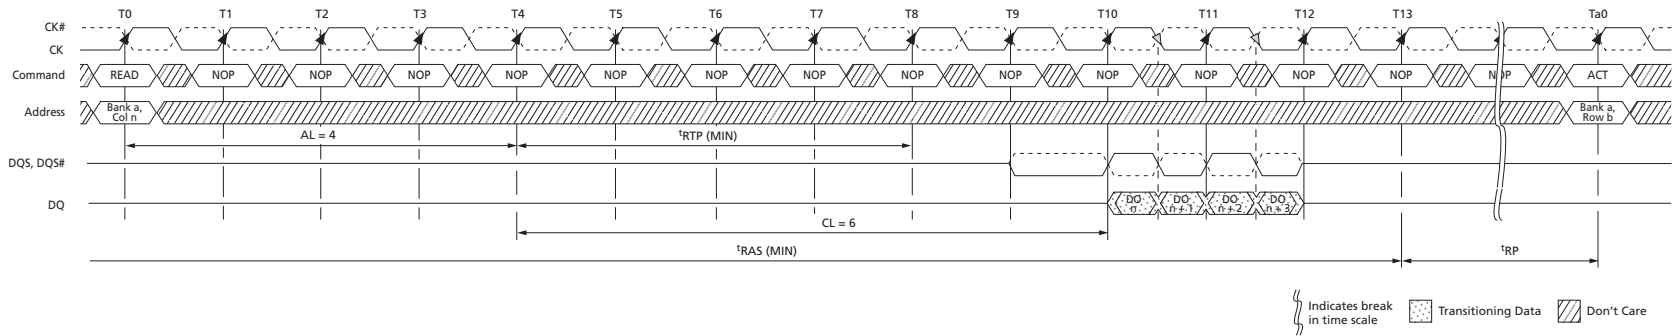 T0 T1 T2 T3 T4 T5 T6 T7 T8 T9 T10 T11 T12 T13 Ta0
CK#
CK
Command READ NOP NOP NOP NOP NOP NOP NOP NOP NOP NOP NOP NOP NOP NOP ACT
Address Bank a, Col n Bank a, Row b
AL = 4 tRTP (MIN)
DQS, DQS#
DQ DO n DO n + 1 DO n + 2 DO n + 3
CL = 6
tRAS (MIN) tRP
Indicates break in time scale Transitioning Data Don't Care